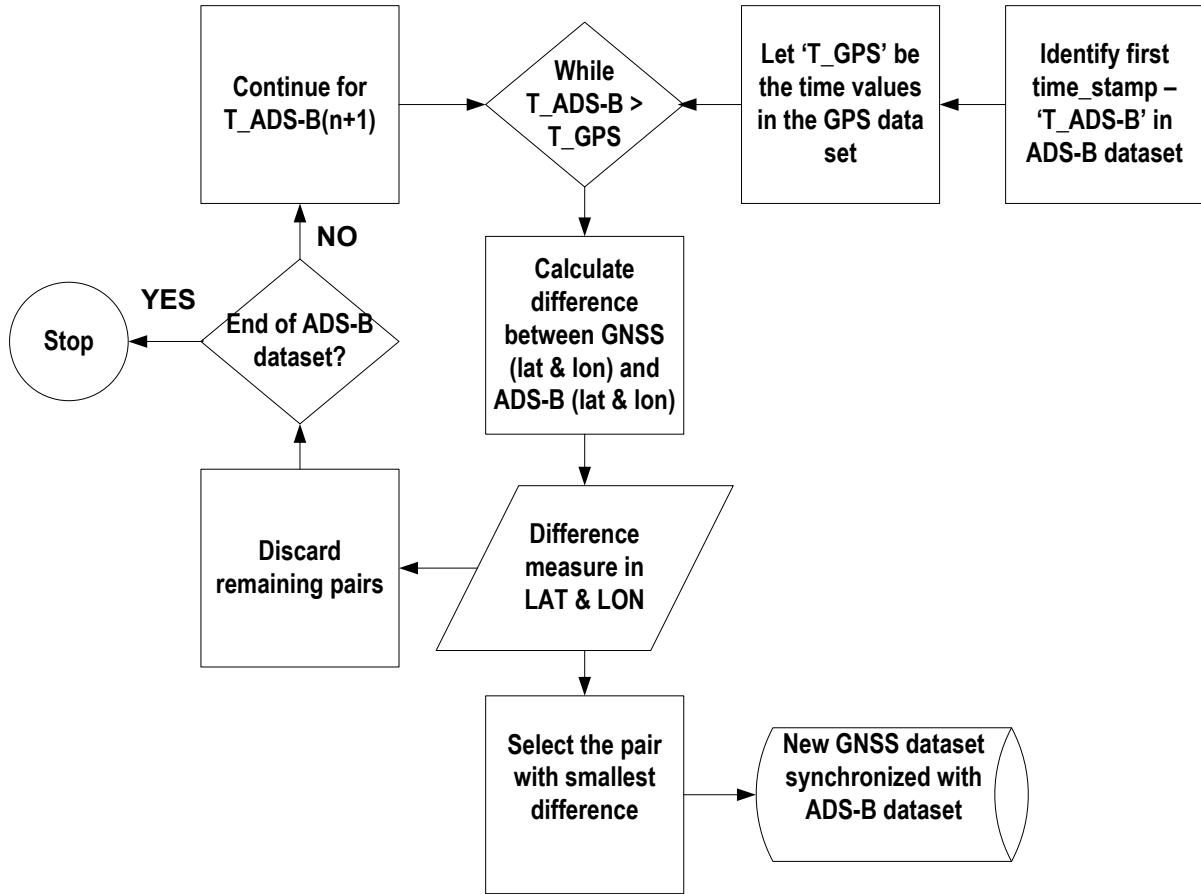 Continue for
T_ADS-B(n+1)
While
T_ADS-B >
T_GPS
Let ‘T_GPS’ be
the time values
in the GPS data
set
Identify first
time_stamp –
‘T_ADS-B’ in
ADS-B dataset
NO
YES
Stop
End of ADS-B
dataset?
Calculate
difference
between GNSS
(lat & lon) and
ADS-B (lat & lon)
Discard
remaining pairs
Difference
measure in
LAT & LON
Select the pair
with smallest
difference
New GNSS dataset
synchronized with
ADS-B dataset